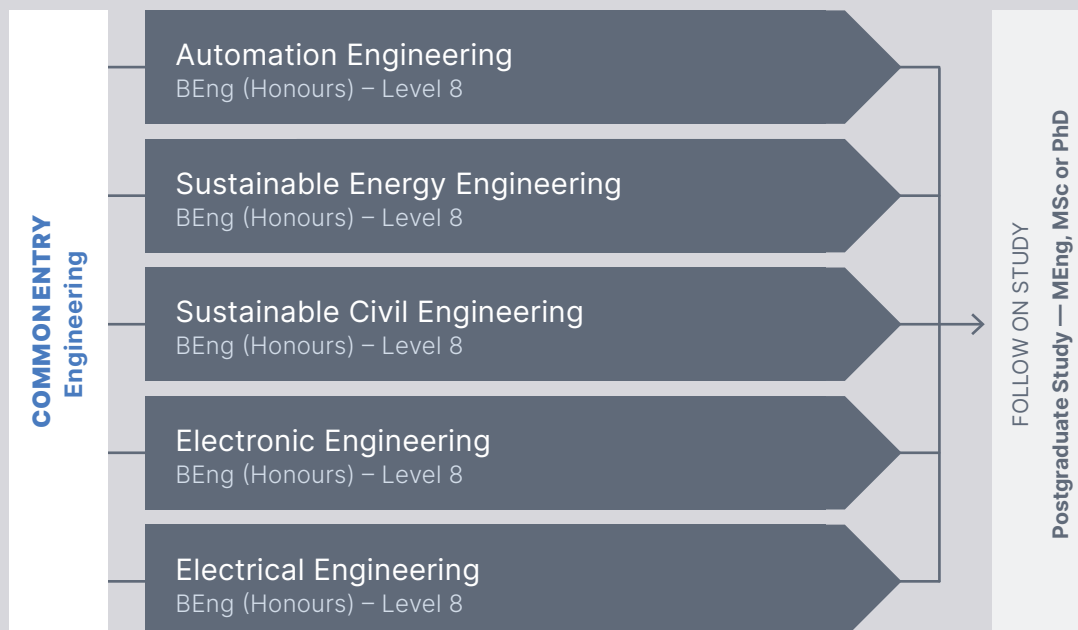 COMMON ENTRY
Engineering
Automation Engineering
BEng (Honours) – Level 8
Sustainable Energy Engineering
BEng (Honours) – Level 8
Sustainable Civil Engineering
BEng (Honours) – Level 8
Electronic Engineering
BEng (Honours) – Level 8
Electrical Engineering
BEng (Honours) – Level 8
FOLLOW ON STUDY
Postgraduate Study — MEng, MSc or PhD